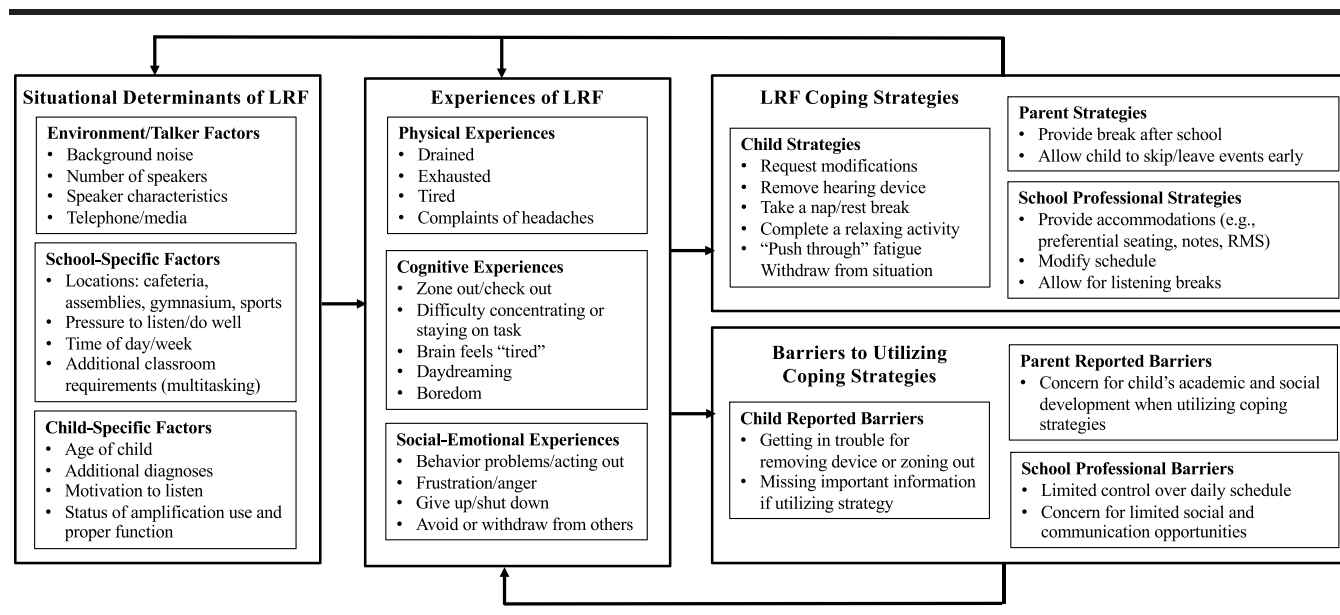 Situational Determinants of LRF
Environment/Talker Factors
• Background noise
• Number of speakers
• Speaker characteristics
• Telephone/media
School-Specific Factors
• Locations: cafeteria,
assemblies, gymnasium, sports
• Pressure to listen/do well
• Time of day/week
• Additional classroom
requirements (multitasking)
Child-Specific Factors
• Age of child
• Additional diagnoses
• Motivation to listen
• Status of amplification use and
proper function
Experiences of LRF
Physical Experiences
• Drained
• Exhausted
• Tired
• Complaints of headaches
Cognitive Experiences
• Zone out/check out
• Difficulty concentrating or
staying on task
• Brain feels “tired”
• Daydreaming
• Boredom
Social-Emotional Experiences
• Behavior problems/acting out
• Frustration/anger
• Give up/shut down
• Avoid or withdraw from others
LRF Coping Strategies
Child Strategies
• Request modifications
• Remove hearing device
• Take a nap/rest break
• Complete a relaxing activity
• “Push through” fatigue
Withdraw from situation
Parent Strategies
• Provide break after school
• Allow child to skip/leave events early
School Professional Strategies
• Provide accommodations (e.g.,
preferential seating, notes, RMS)
• Modify schedule
• Allow for listening breaks
Barriers to Utilizing
Coping Strategies
Child Reported Barriers
• Getting in trouble for
removing device or zoning out
• Missing important information
if utilizing strategy
Parent Reported Barriers
• Concern for child’s academic and social
development when utilizing coping
strategies
School Professional Barriers
• Limited control over daily schedule
• Concern for limited social and
communication opportunities